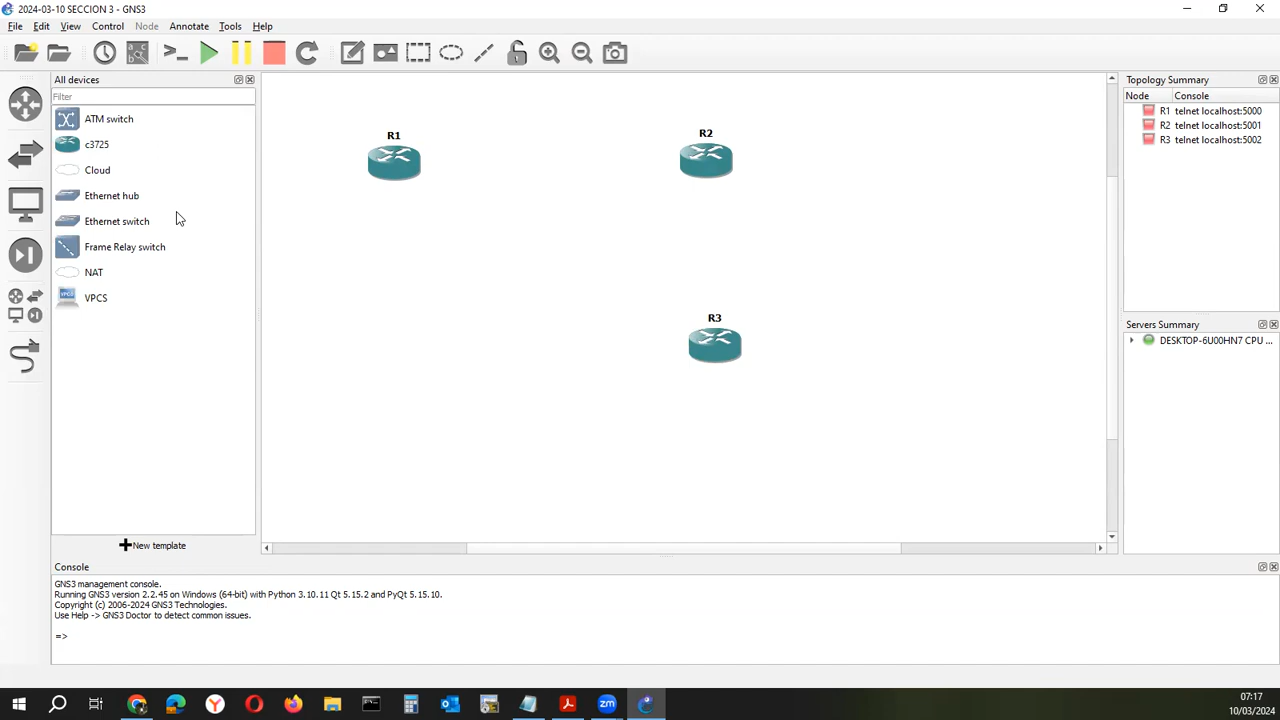 2024-03-10 SECCION 3 - GNS3
File Edit View Control Node Annotate Tools Help
All devices
Filter
ATM switch
c3725
Cloud
Ethernet hub
Ethernet switch
Frame Relay switch
NAT
VPCS
New template
R1
R2
R3
Topology Summary
Node Console
R1 telnet localhost:5000
R2 telnet localhost:5001
R3 telnet localhost:5002
Servers Summary
DESKTOP-6U00HN7 CPU ...
Console
GNS3 management console.
Running GNS3 version 2.2.45 on Windows (64-bit) with Python 3.10.11 Qt 5.15.2 and PyQt 5.15.10.
Copyright (c) 2006-2024 GNS3 Technologies.
Use Help -> GNS3 Doctor to detect common issues.
=>
07:17
10/03/2024